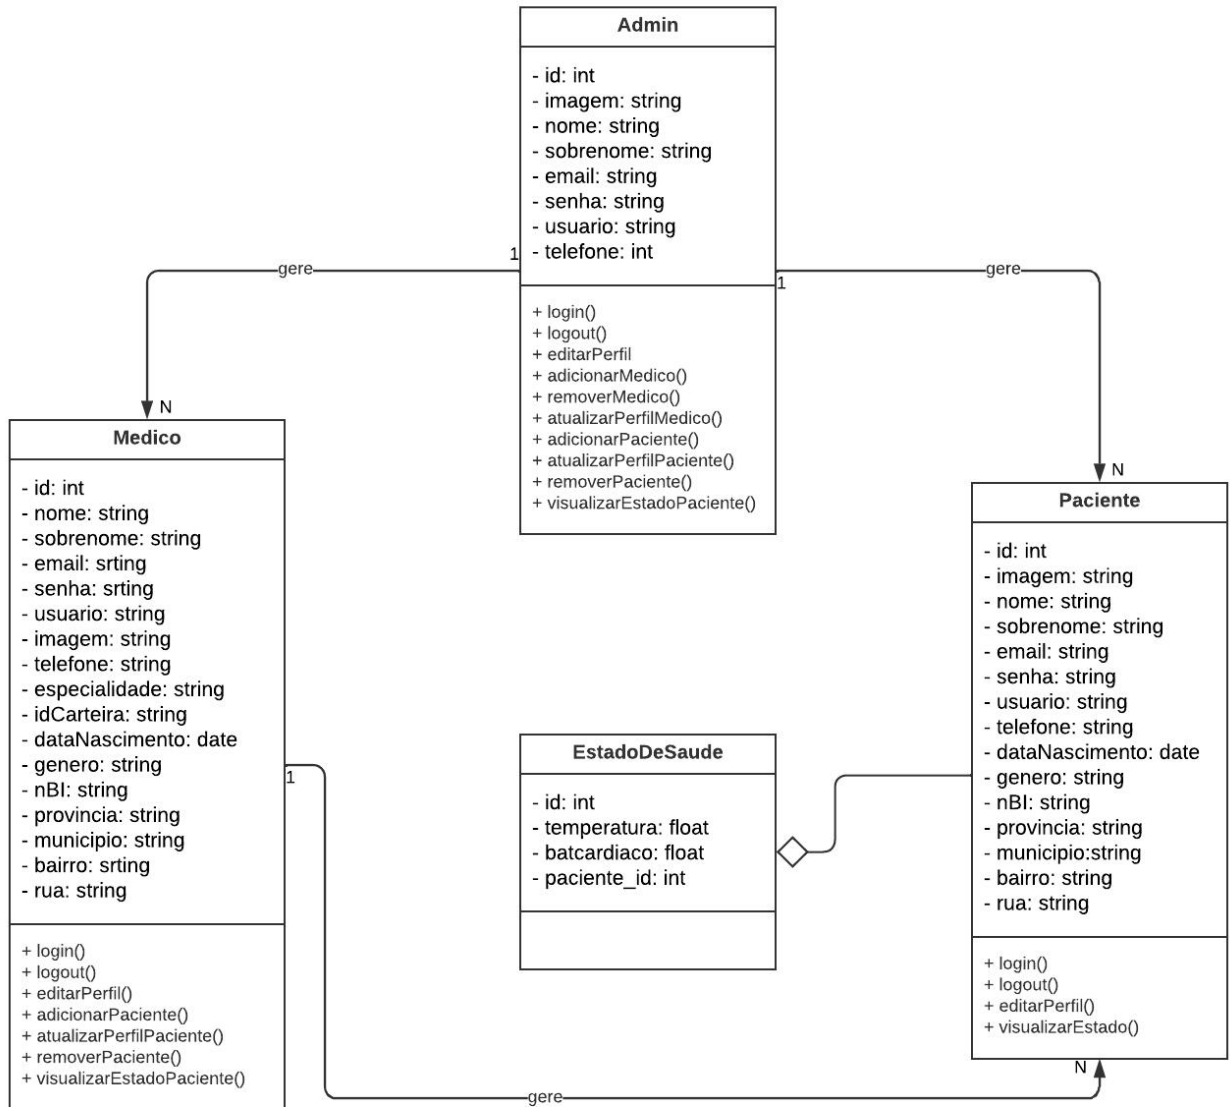 Admin
- id: int
- imagem: string
- nome: string
- sobrenome: string
- email: string
- senha: string
- usuario: string
- telefone: int
+ login()
+ logout()
+ editarPerfil
+ adicionarMedico()
+ removerMedico()
+ atualizarPerfilMedico()
+ adicionarPaciente()
+ atualizarPerfilPaciente()
+ removerPaciente()
+ visualizarEstadoPaciente()
1
gere
N
1
gere
N
Medico
- id: int
- nome: string
- sobrenome: string
- email: srting
- senha: srting
- usuario: string
- imagem: string
- telefone: string
- especialidade: string
- idCarteira: string
- dataNascimento: date
- genero: string
- nBI: string
- provincia: string
- municipio: string
- bairro: srting
- rua: string
+ login()
+ logout()
+ editarPerfil()
+ adicionarPaciente()
+ atualizarPerfilPaciente()
+ removerPaciente()
+ visualizarEstadoPaciente()
1
gere
N
EstadoDeSaude
- id: int
- temperatura: float
- batcardiaco: float
- paciente_id: int
Paciente
- id: int
- imagem: string
- nome: string
- sobrenome: string
- email: string
- senha: string
- usuario: string
- telefone: string
- dataNascimento: date
- genero: string
- nBI: string
- provincia: string
- municipio:string
- bairro: string
- rua: string
+ login()
+ logout()
+ editarPerfil()
+ visualizarEstado()